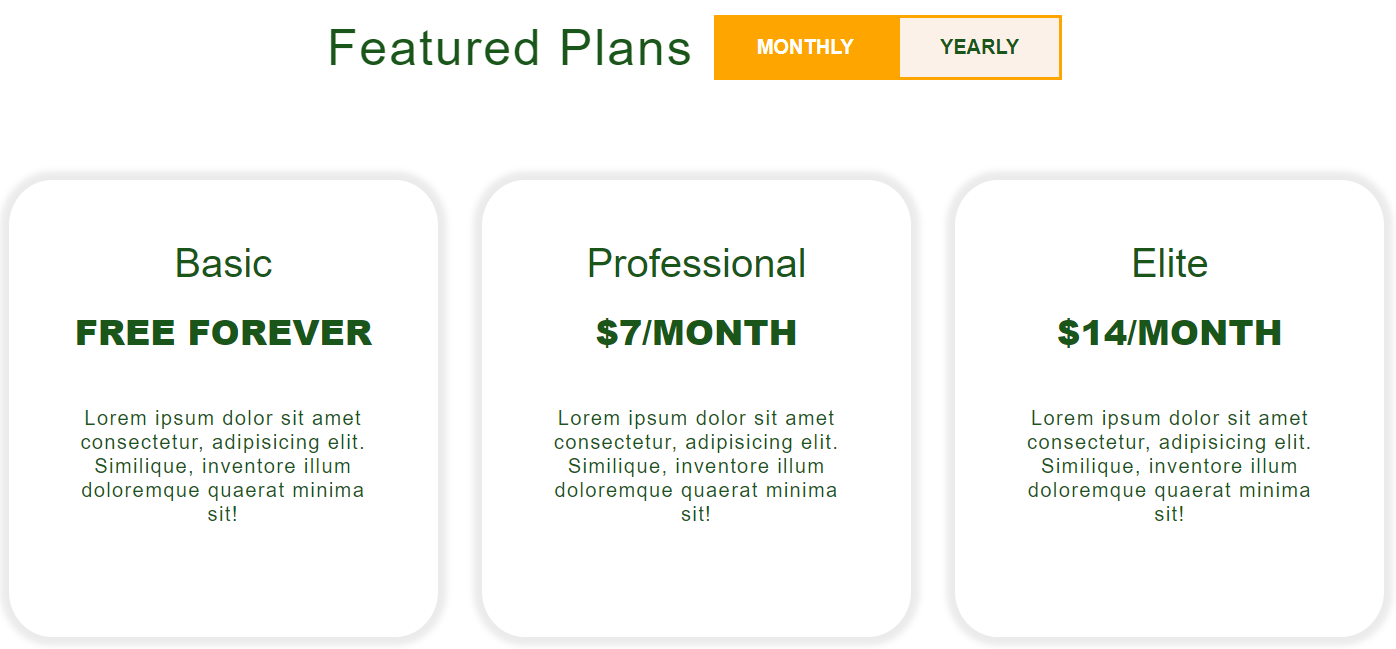 Featured Plans
MONTHLY
YEARLY
Basic
FREE FOREVER
Lorem ipsum dolor sit amet
consectetur, adipisicing elit.
Similique, inventore illum
doloremque quaerat minima
sit!
Professional
$7/MONTH
Lorem ipsum dolor sit amet
consectetur, adipisicing elit.
Similique, inventore illum
doloremque quaerat minima
sit!
Elite
$14/MONTH
Lorem ipsum dolor sit amet
consectetur, adipisicing elit.
Similique, inventore illum
doloremque quaerat minima
sit!